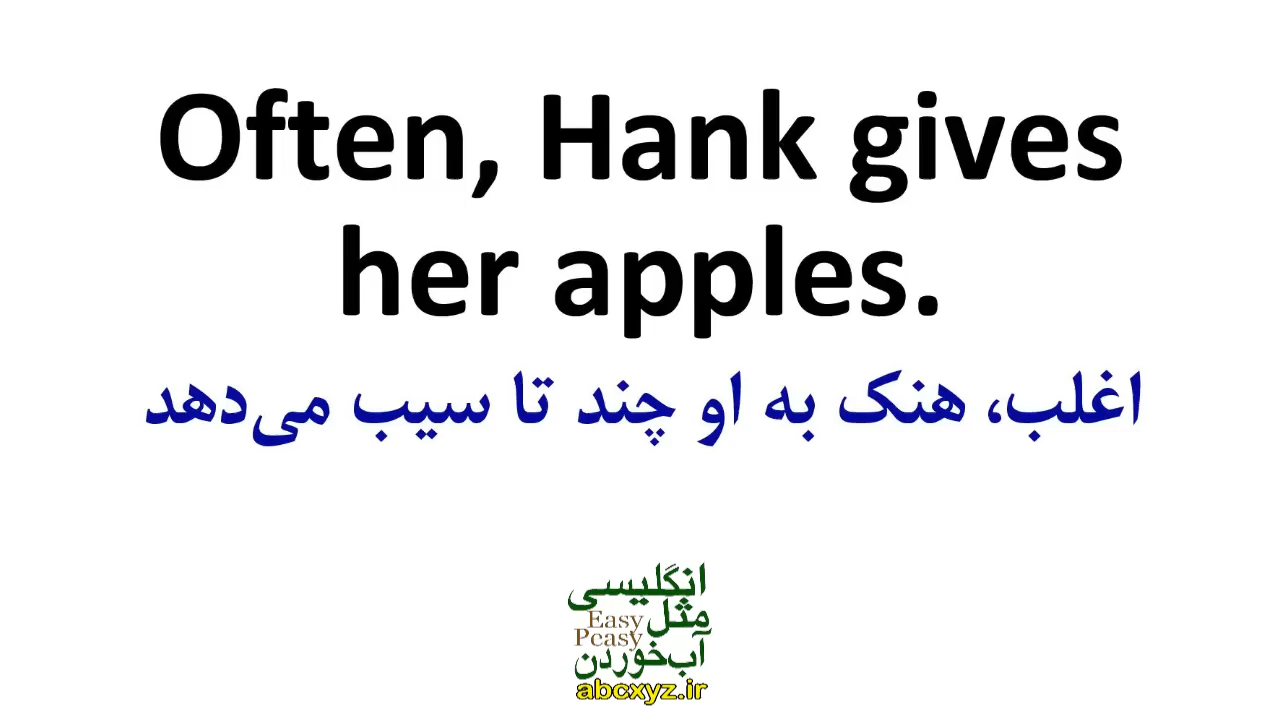 Often, Hank gives
her apples.
اغلب، هنک به او چند تا سیب می‌دهد
انگلیسی
مثل
Easy
Peasy
آب‌خوردن
abcxyz.ir